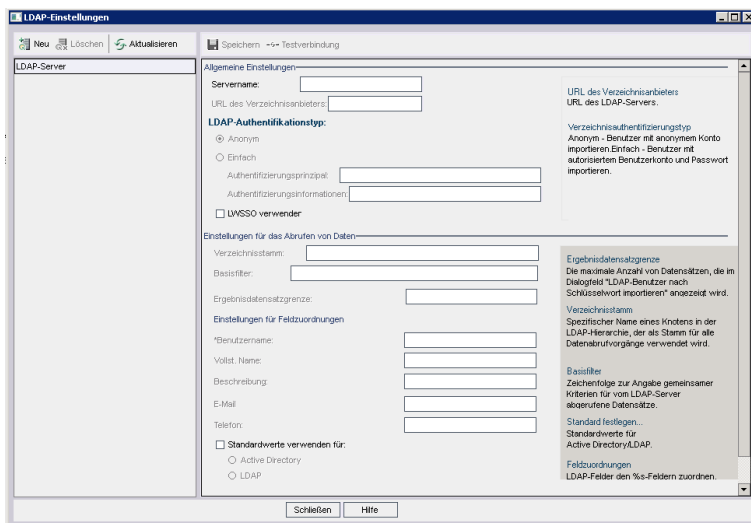 LDAP-Einstellungen
Neu Löschen Aktualisieren
Speichern Testverbindung
LDAP-Server
Allgemeine Einstellungen
Servername:
URL des Verzeichnisanbieters:
LDAP-Authentifikationstyp:
Anonym
Einfach
Authentifizierungsprinzipal:
Authentifizierungsinformationen:
LWSSO verwender
URL des Verzeichnisanbieters
URL des LDAP-Servers.
Verzeichnisauthentifizierungstyp
Anonym - Benutzer mit anonymem Konto
importieren.Einfach - Benutzer mit
autorisiertem Benutzerkonto und Passwort
importieren.
Einstellungen für das Abrufen von Daten
Verzeichnisstamm:
Basisfilter:
Ergebnisdatensatzgrenze:
Einstellungen für Feldzuordnungen
*Benutzername:
Vollst. Name:
Beschreibung:
E-Mail
Telefon:
Standardwerte verwenden für:
Active Directory
LDAP
Ergebnisdatensatzgrenze
Die maximale Anzahl von Datensätzen, die im
Dialogfeld "LDAP-Benutzer nach
Schlüsselwort importieren" angezeigt wird.
Verzeichnisstamm
Spezifischer Name eines Knotens in der
LDAP-Hierarchie, der als Stamm für alle
Datenabrufvorgänge verwendet wird.
Basisfilter
Zeichenfolge zur Angabe gemeinsamer
Kriterien für vom LDAP-Server
abgerufene Datensätze.
Standard festlegen...
Standardwerte für
Active Directory/LDAP.
Feldzuordnungen
LDAP-Felder den %s-Feldern zuordnen.
Schließen Hilfe